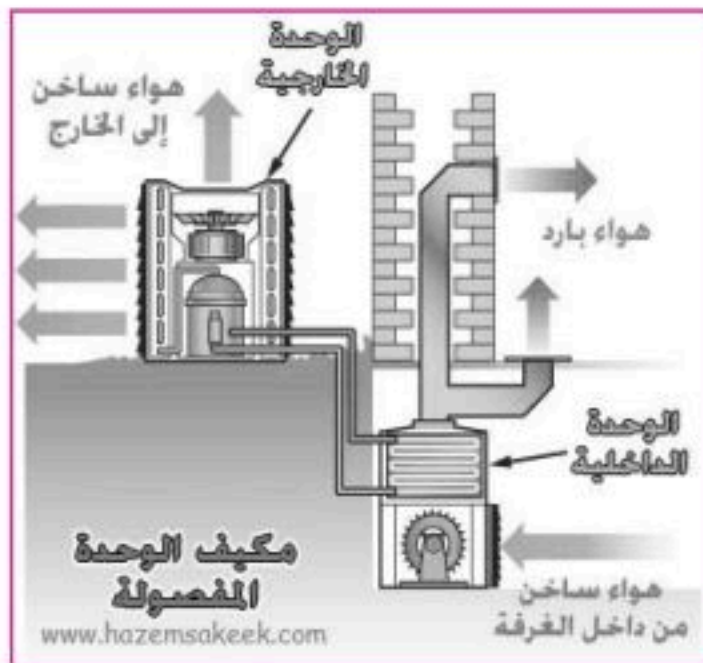 الوحدة
الخارجية
هواء ساخن
إلى الخارج
هواء بارد
الوحدة
الداخلية
مكيف الوحدة
المفصولة
هواء ساخن
من داخل الغرفة
www.hazemsakeek.com